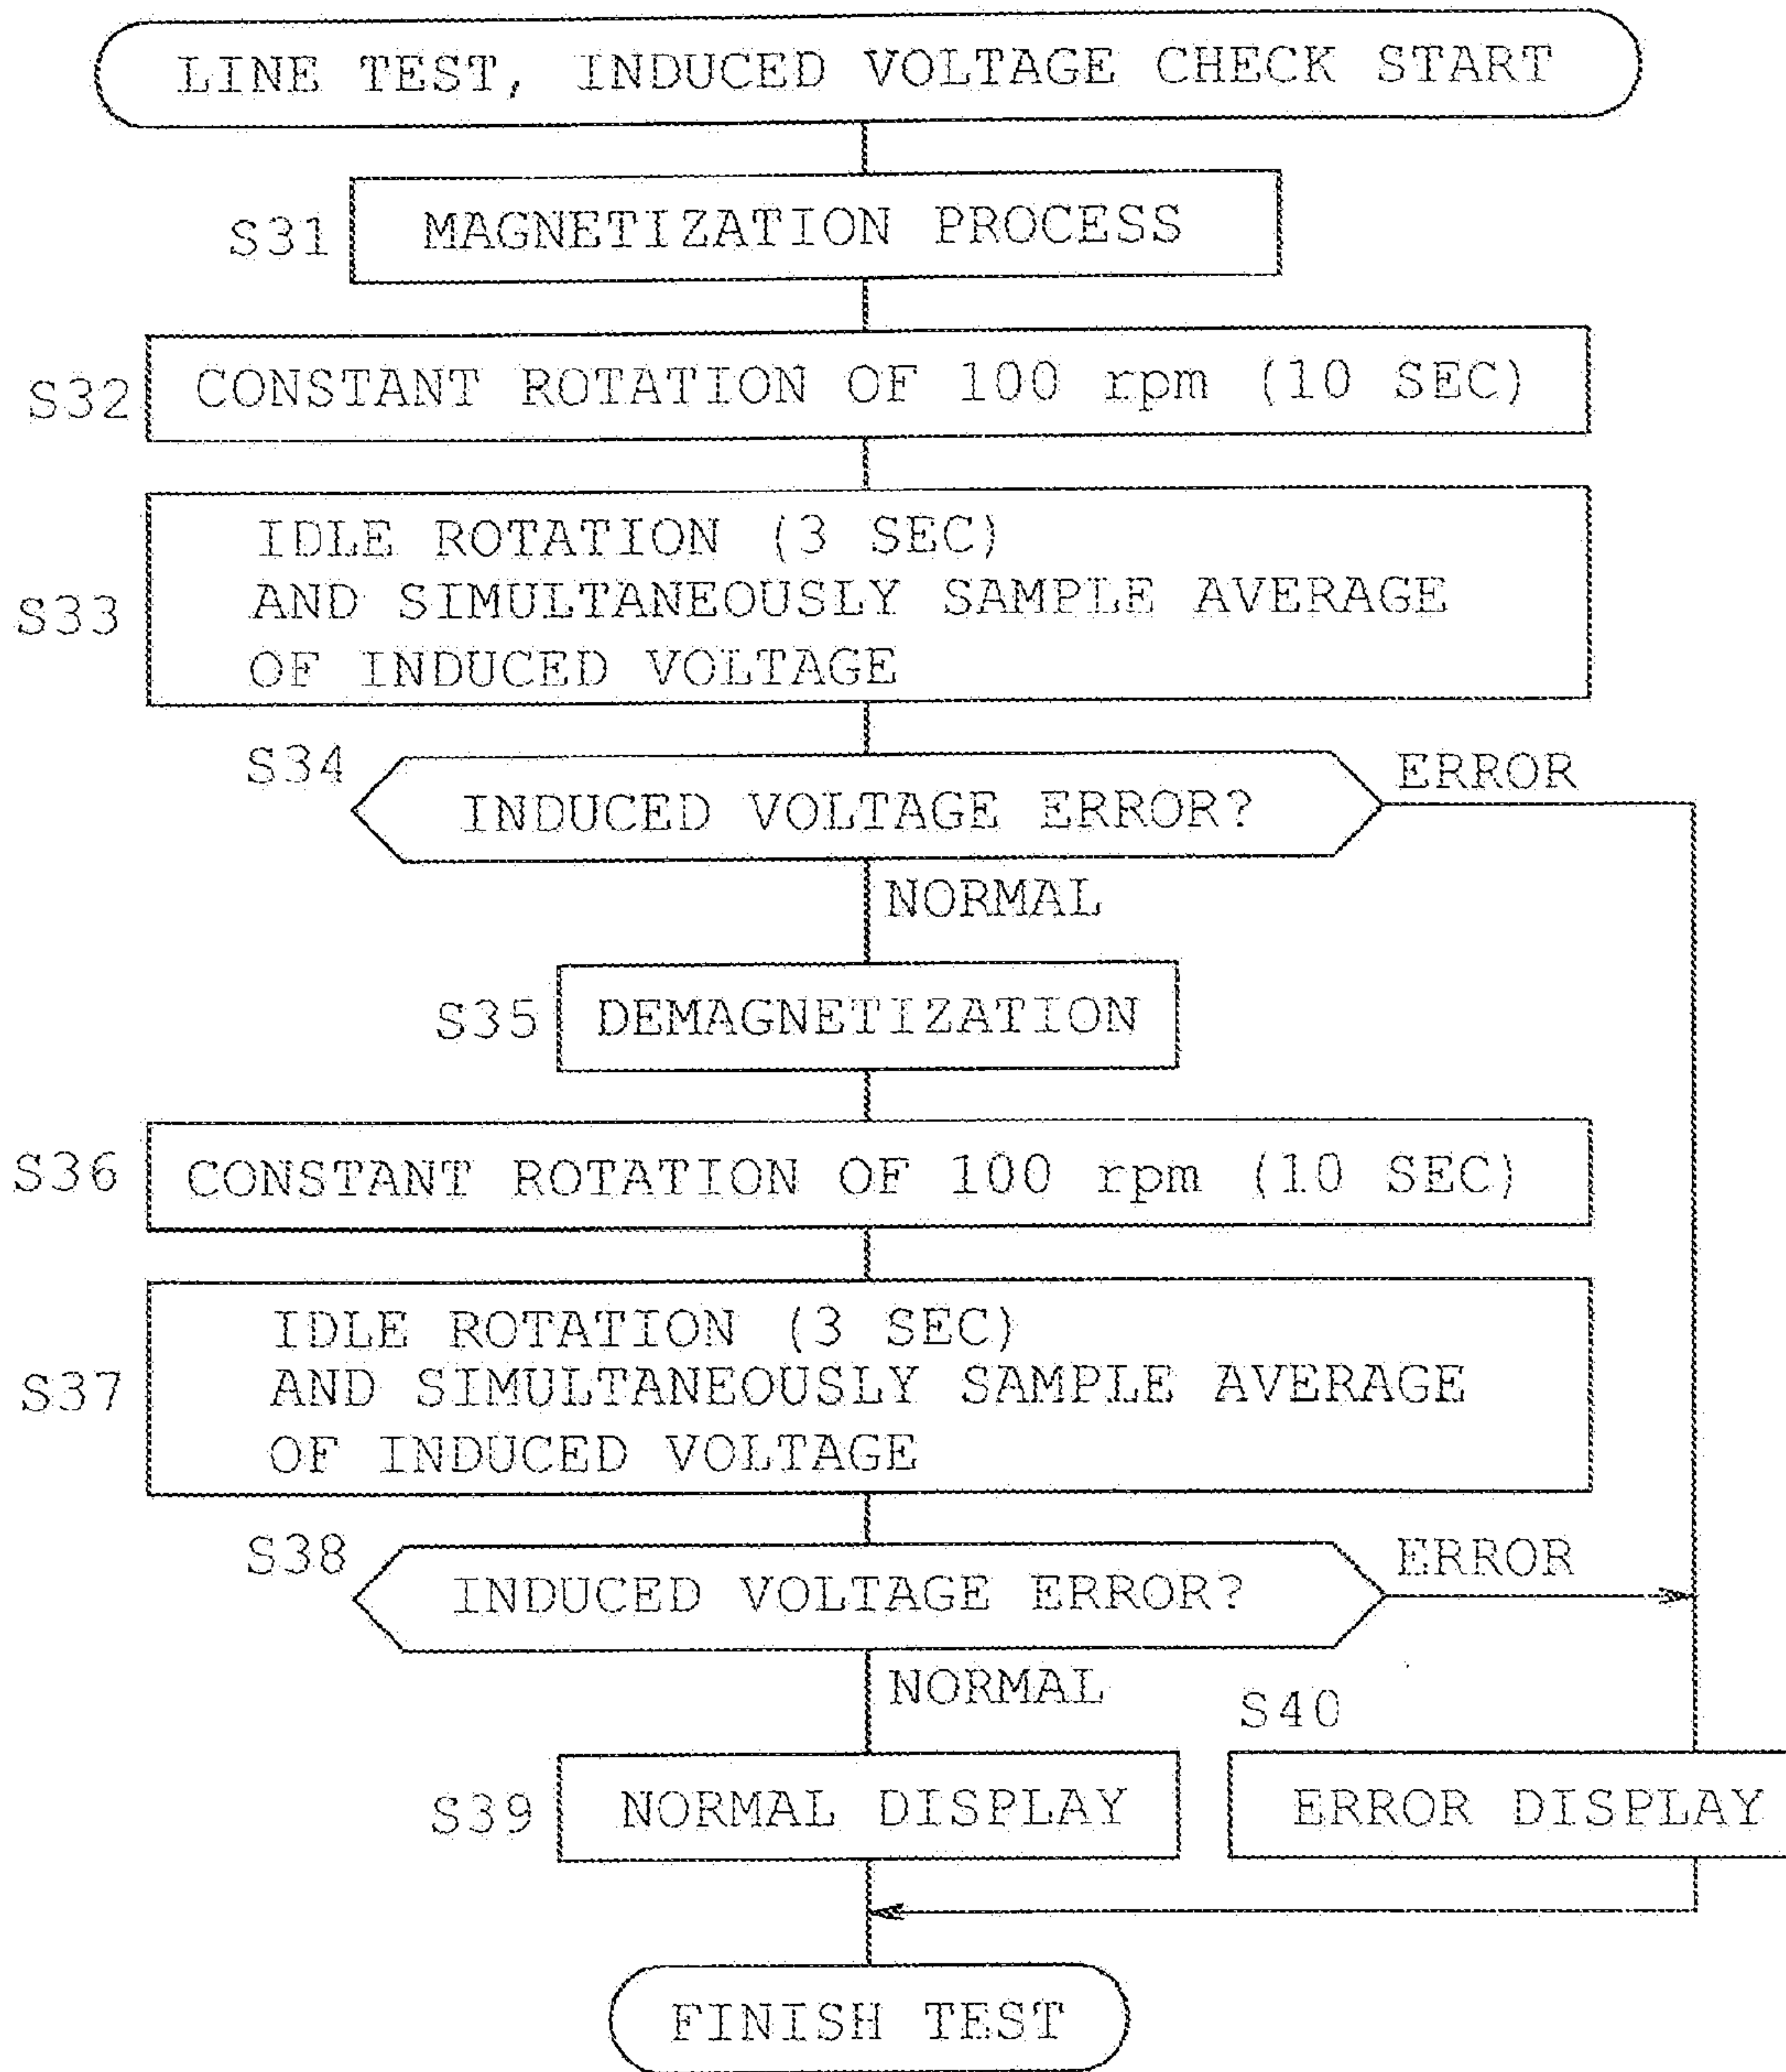 LINE TEST, INDUCED VOLTAGE CHECK START
S31 MAGNETIZATION PROCESS
S32 CONSTANT ROTATION OF 100 rpm (10 SEC)
IDLE ROTATION (3 SEC)
S33 AND SIMULTANEOUSLY SAMPLE AVERAGE
OF INDUCED VOLTAGE
S34 INDUCED VOLTAGE ERROR? ERROR
NORMAL
S35 DEMAGNETIZATION
S36 CONSTANT ROTATION OF 100 rpm (10 SEC)
IDLE ROTATION (3 SEC)
S37 AND SIMULTANEOUSLY SAMPLE AVERAGE
OF INDUCED VOLTAGE
S38 INDUCED VOLTAGE ERROR? ERROR
NORMAL
S40
S39 NORMAL DISPLAY ERROR DISPLAY
FINISH TEST